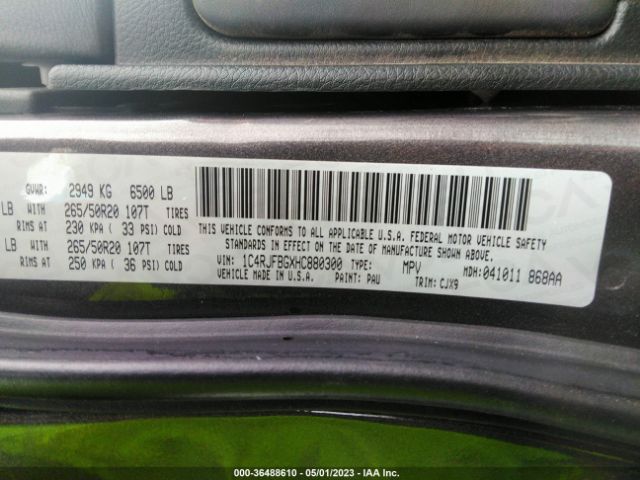 GVWR: 2949 KG 6500 LB
LB WITH 265/50R20 107T TIRES
RIMS AT 230 KPA ( 33 PSI) COLD
LB WITH 265/50R20 107T TIRES
RIMS AT 250 KPA ( 36 PSI) COLD
THIS VEHICLE CONFORMS TO ALL APPLICABLE U.S.A. FEDERAL MOTOR VEHICLE SAFETY
STANDARDS IN EFFECT ON THE DATE OF MANUFACTURE SHOWN ABOVE.
VIN: 1C4RJFBGXHC880300 TYPE: MPV MDH: 041011 868AA
MADE IN U.S.A. PAINT: PAU TRIM: CJX9
000-36488610 - 05/01/2023 - IAA Inc.